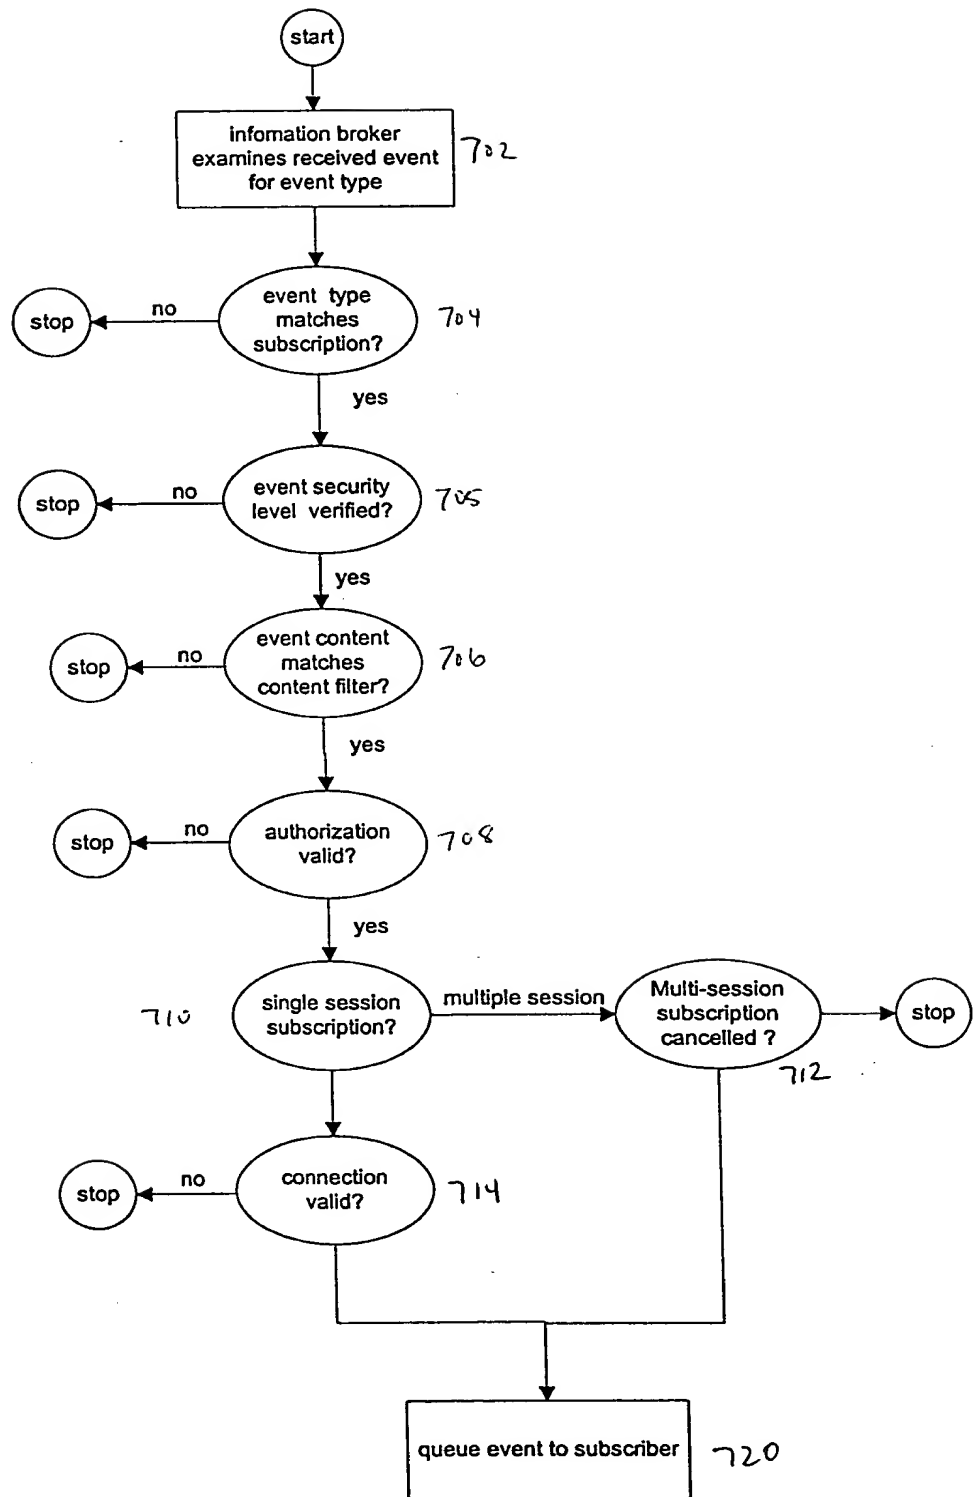 start
infomation broker
examines received event
for event type
702
event type
matches
subscription?
704
no
stop
yes
event security
level verified?
705
no
stop
yes
event content
matches
content filter?
706
no
stop
yes
authorization
valid?
708
no
stop
yes
710
single session
subscription?
multiple session
Multi-session
subscription
cancelled ?
712
stop
connection
valid?
714
no
stop
queue event to subscriber
720